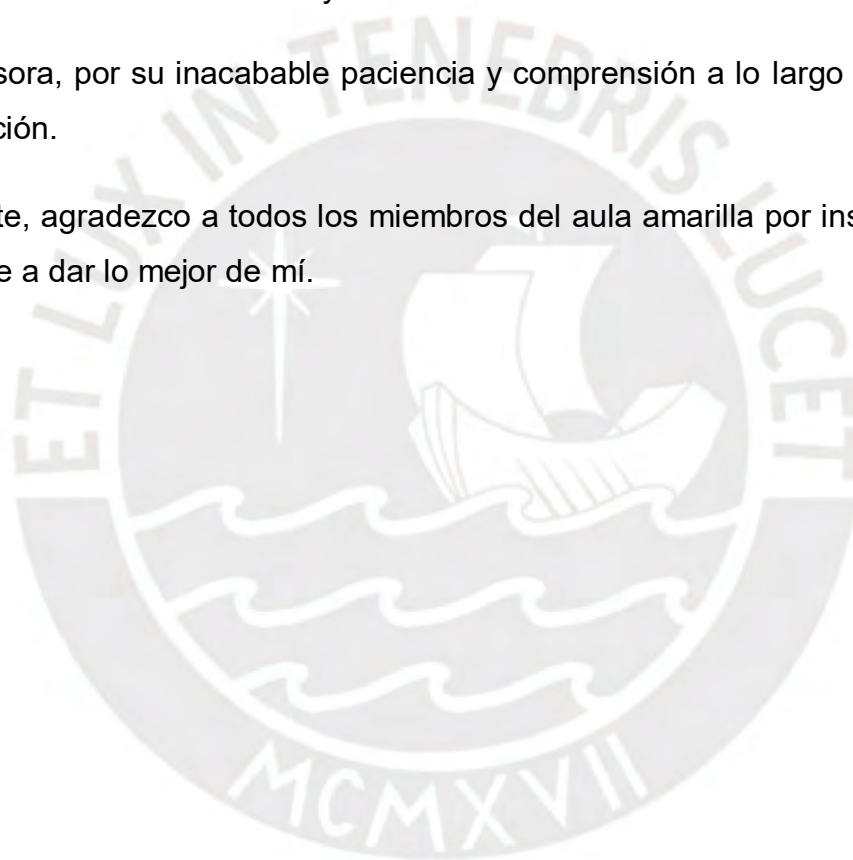 sora, por su inacabable paciencia y comprensión a lo largo
ción.
te, agradezco a todos los miembros del aula amarilla por ins
e a dar lo mejor de mí.
ET LUX IN TENEBRIS LUCET
MCMXVII